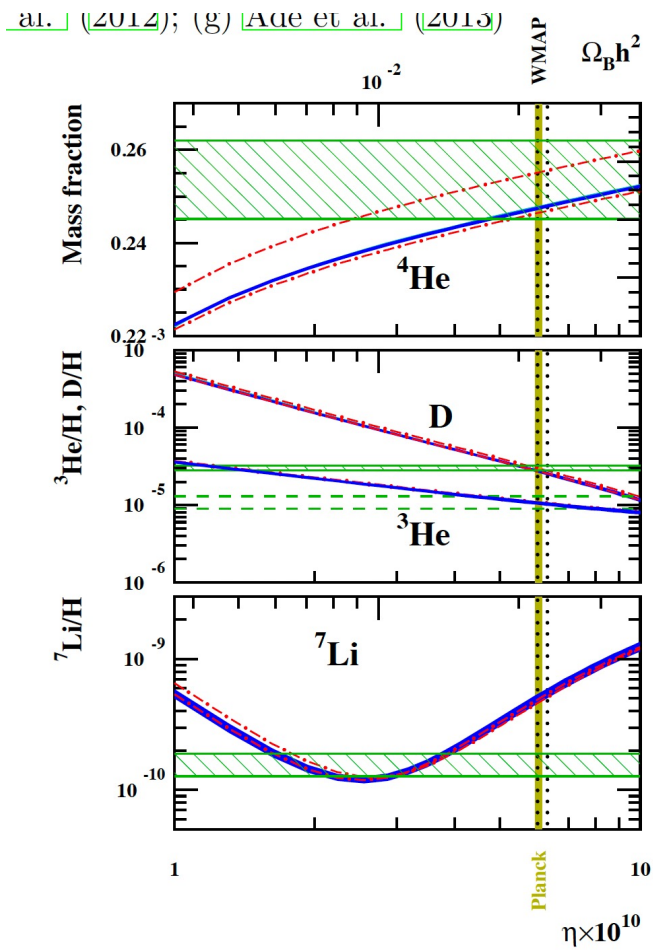 al. (2012); (g) Ade et al. (2013)
WMAP
Ω_B h²
10⁻²
Mass fraction
0.26
0.24
0.22
⁴He
10⁻³
³He/H, D/H
10⁻⁴
D
10⁻⁵
³He
10⁻⁶
⁷Li/H
10⁻⁹
⁷Li
10⁻¹⁰
1
Planck
10
η×10¹⁰